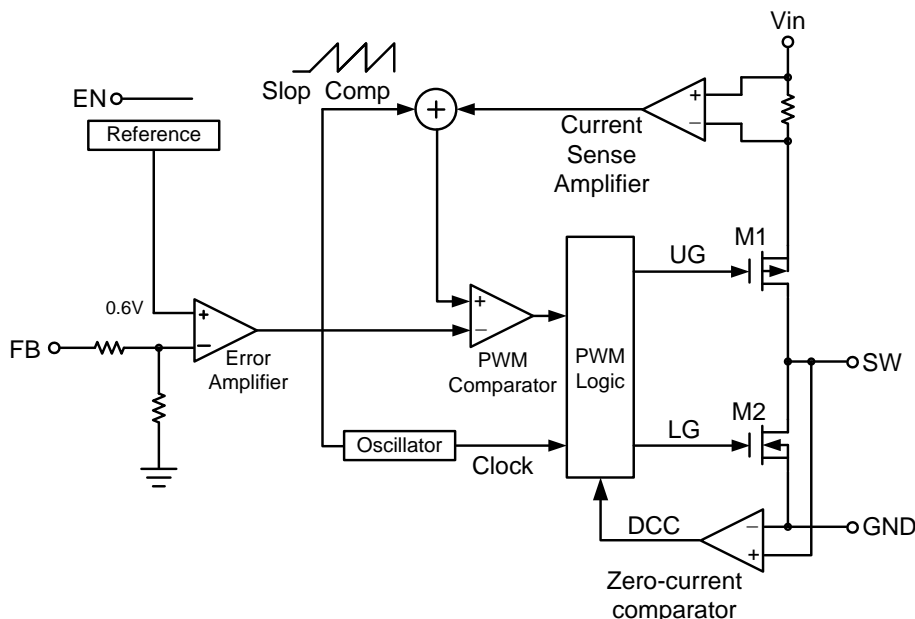 Vin
Slop Comp
EN
+
Reference
+
−
Current
Sense
Amplifier
M1
UG
0.6V
+
−
+
−
FB
Error
Amplifier
PWM
Comparator
PWM
Logic
SW
M2
LG
Oscillator
Clock
DCC
−
+
GND
Zero-current
comparator